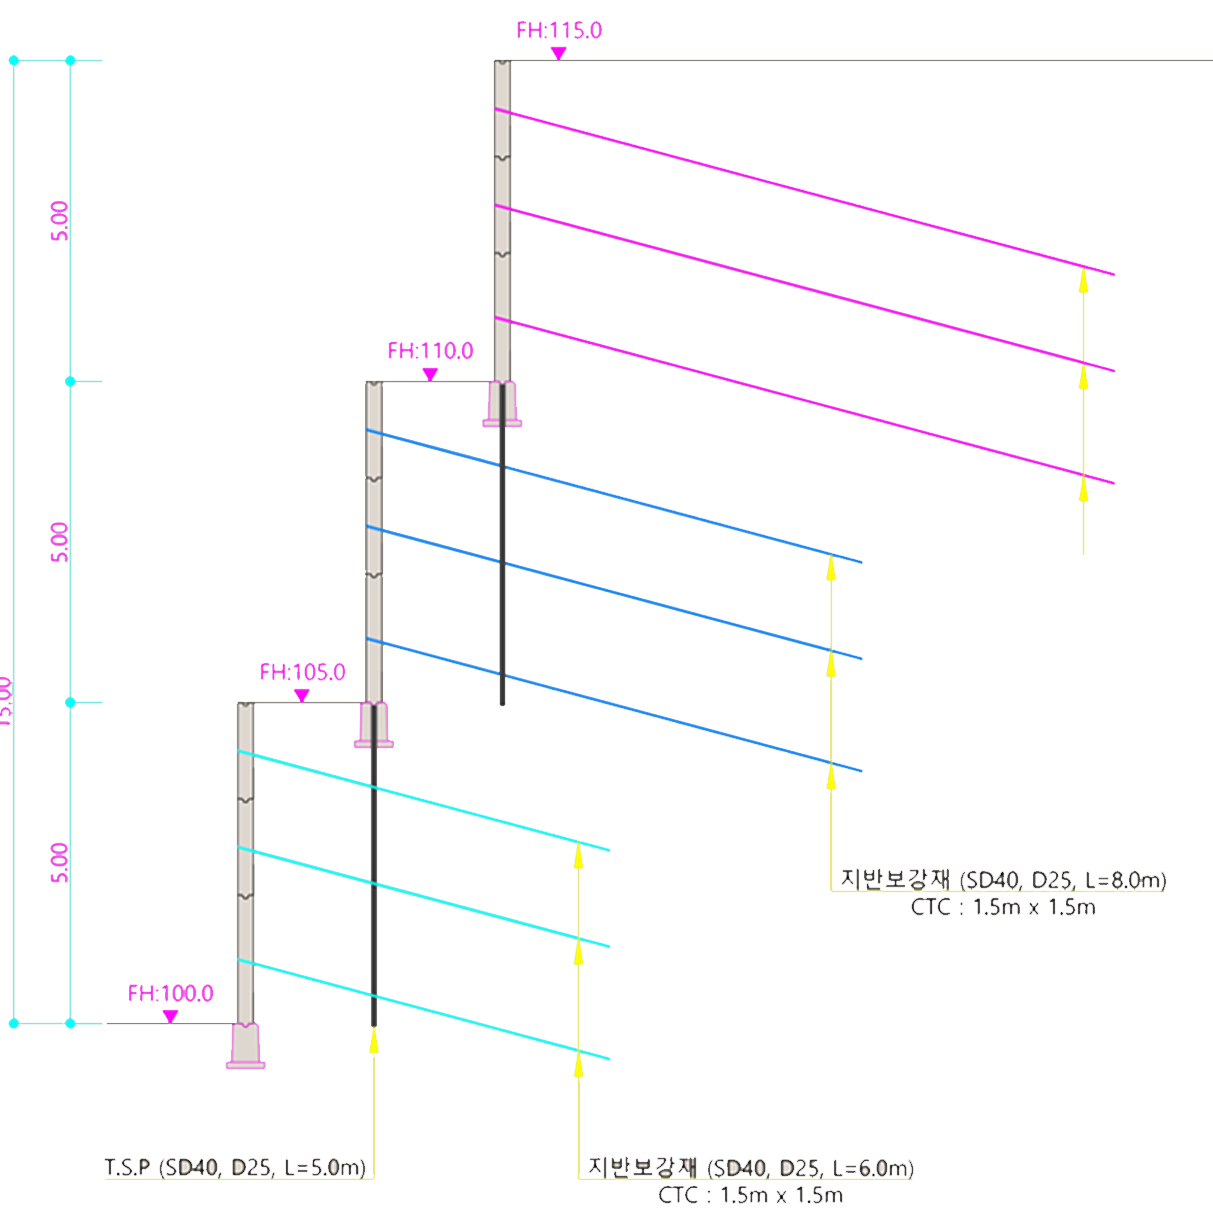 FH:115.0
5.00
FH:110.0
5.00
FH:105.0
15.00
5.00
지반보강재 (SD40, D25, L=8.0m)
CTC : 1.5m x 1.5m
FH:100.0
T.S.P (SD40, D25, L=5.0m)
지반보강재 (SD40, D25, L=6.0m)
CTC : 1.5m x 1.5m